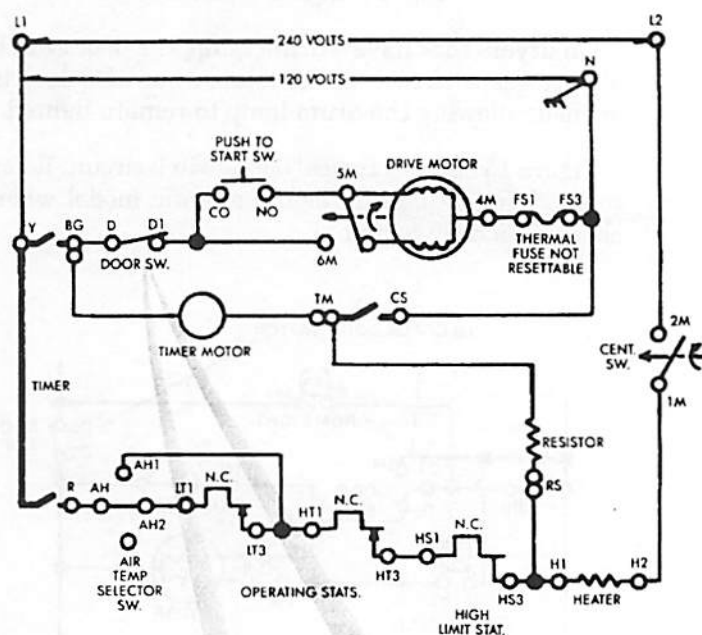 L1
L2
240 VOLTS
120 VOLTS
N
PUSH TO
START SW.
DRIVE MOTOR
5M
CO
NO
4M
FS1
FS3
Y
BG
D
D1
DOOR SW.
6M
THERMAL
FUSE NOT
RESETTABLE
TM
CS
2M
TIMER MOTOR
CENT.
SW.
1M
TIMER
RESISTOR
RS
AH1
N.C.
R
AH
LT1
HT1
N.C.
AH2
LT3
HS1
N.C.
HT3
H1
H2
AIR
TEMP
SELECTOR
SW.
OPERATING STATS.
HS3
HEATER
HIGH
LIMIT STAT.